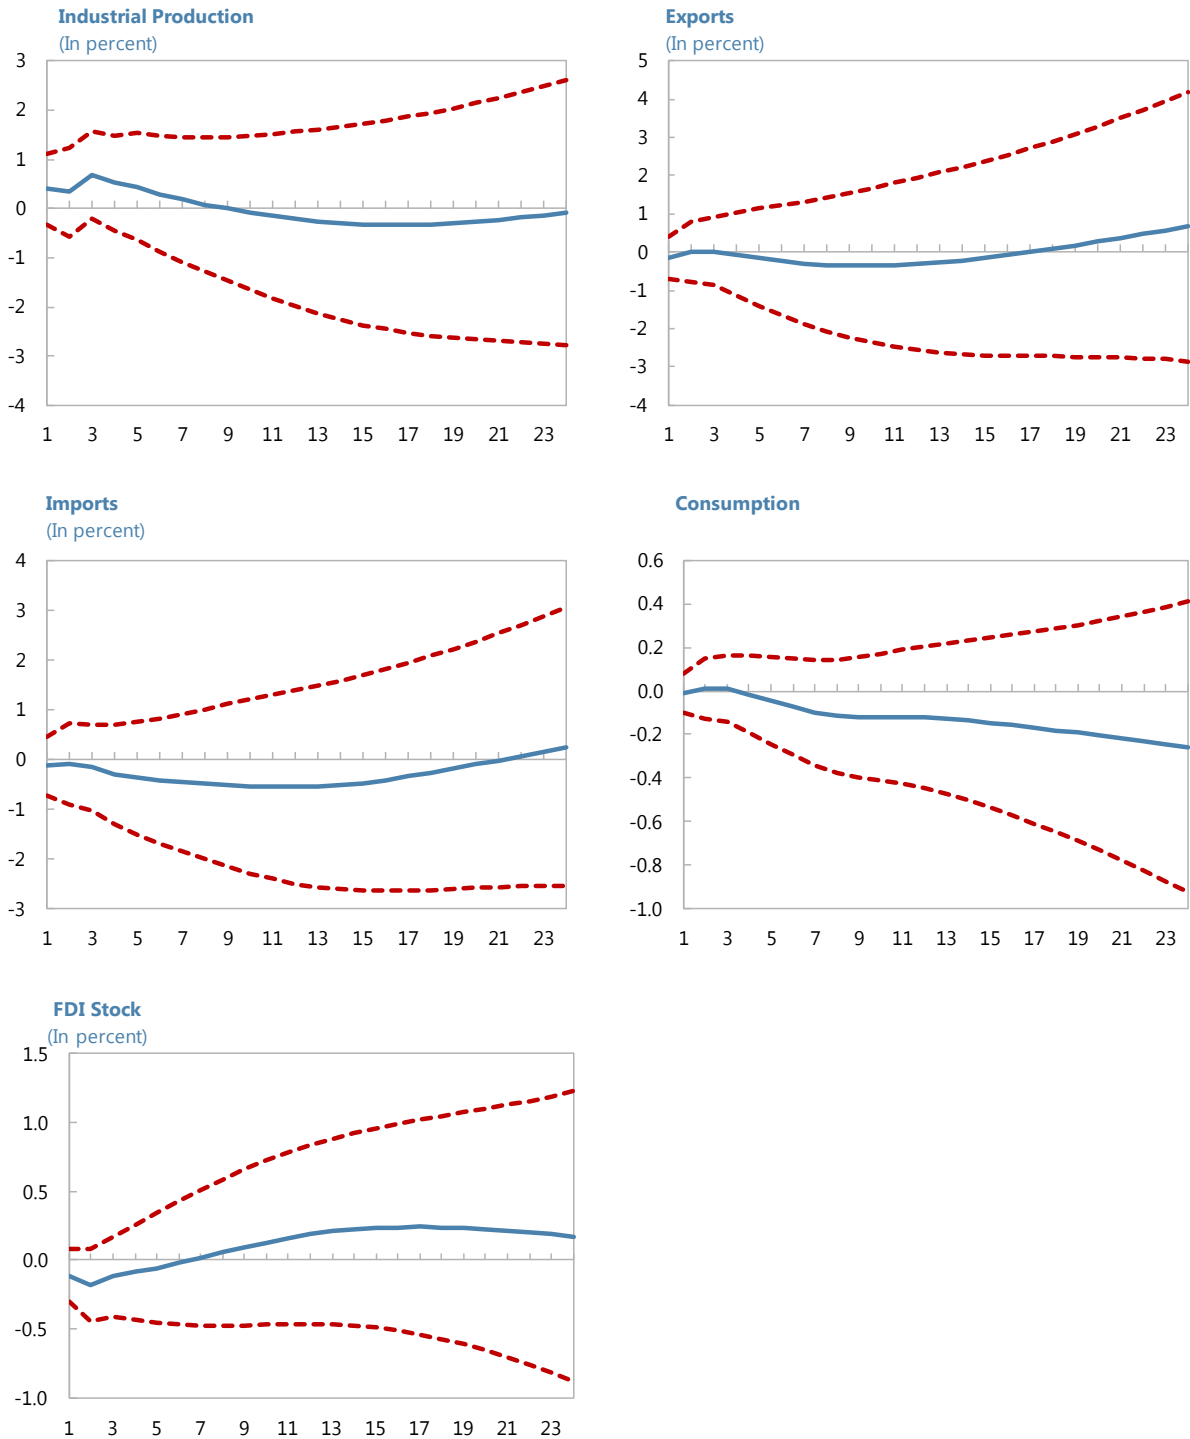 Industrial Production
(In percent)
3
2
1
0
-1
-2
-3
-4
1 3 5 7 9 11 13 15 17 19 21 23
Exports
(In percent)
5
4
3
2
1
0
-1
-2
-3
-4
1 3 5 7 9 11 13 15 17 19 21 23
Imports
(In percent)
4
3
2
1
0
-1
-2
-3
1 3 5 7 9 11 13 15 17 19 21 23
Consumption
0.6
0.4
0.2
0.0
-0.2
-0.4
-0.6
-0.8
-1.0
1 3 5 7 9 11 13 15 17 19 21 23
FDI Stock
(In percent)
1.5
1.0
0.5
0.0
-0.5
-1.0
1 3 5 7 9 11 13 15 17 19 21 23